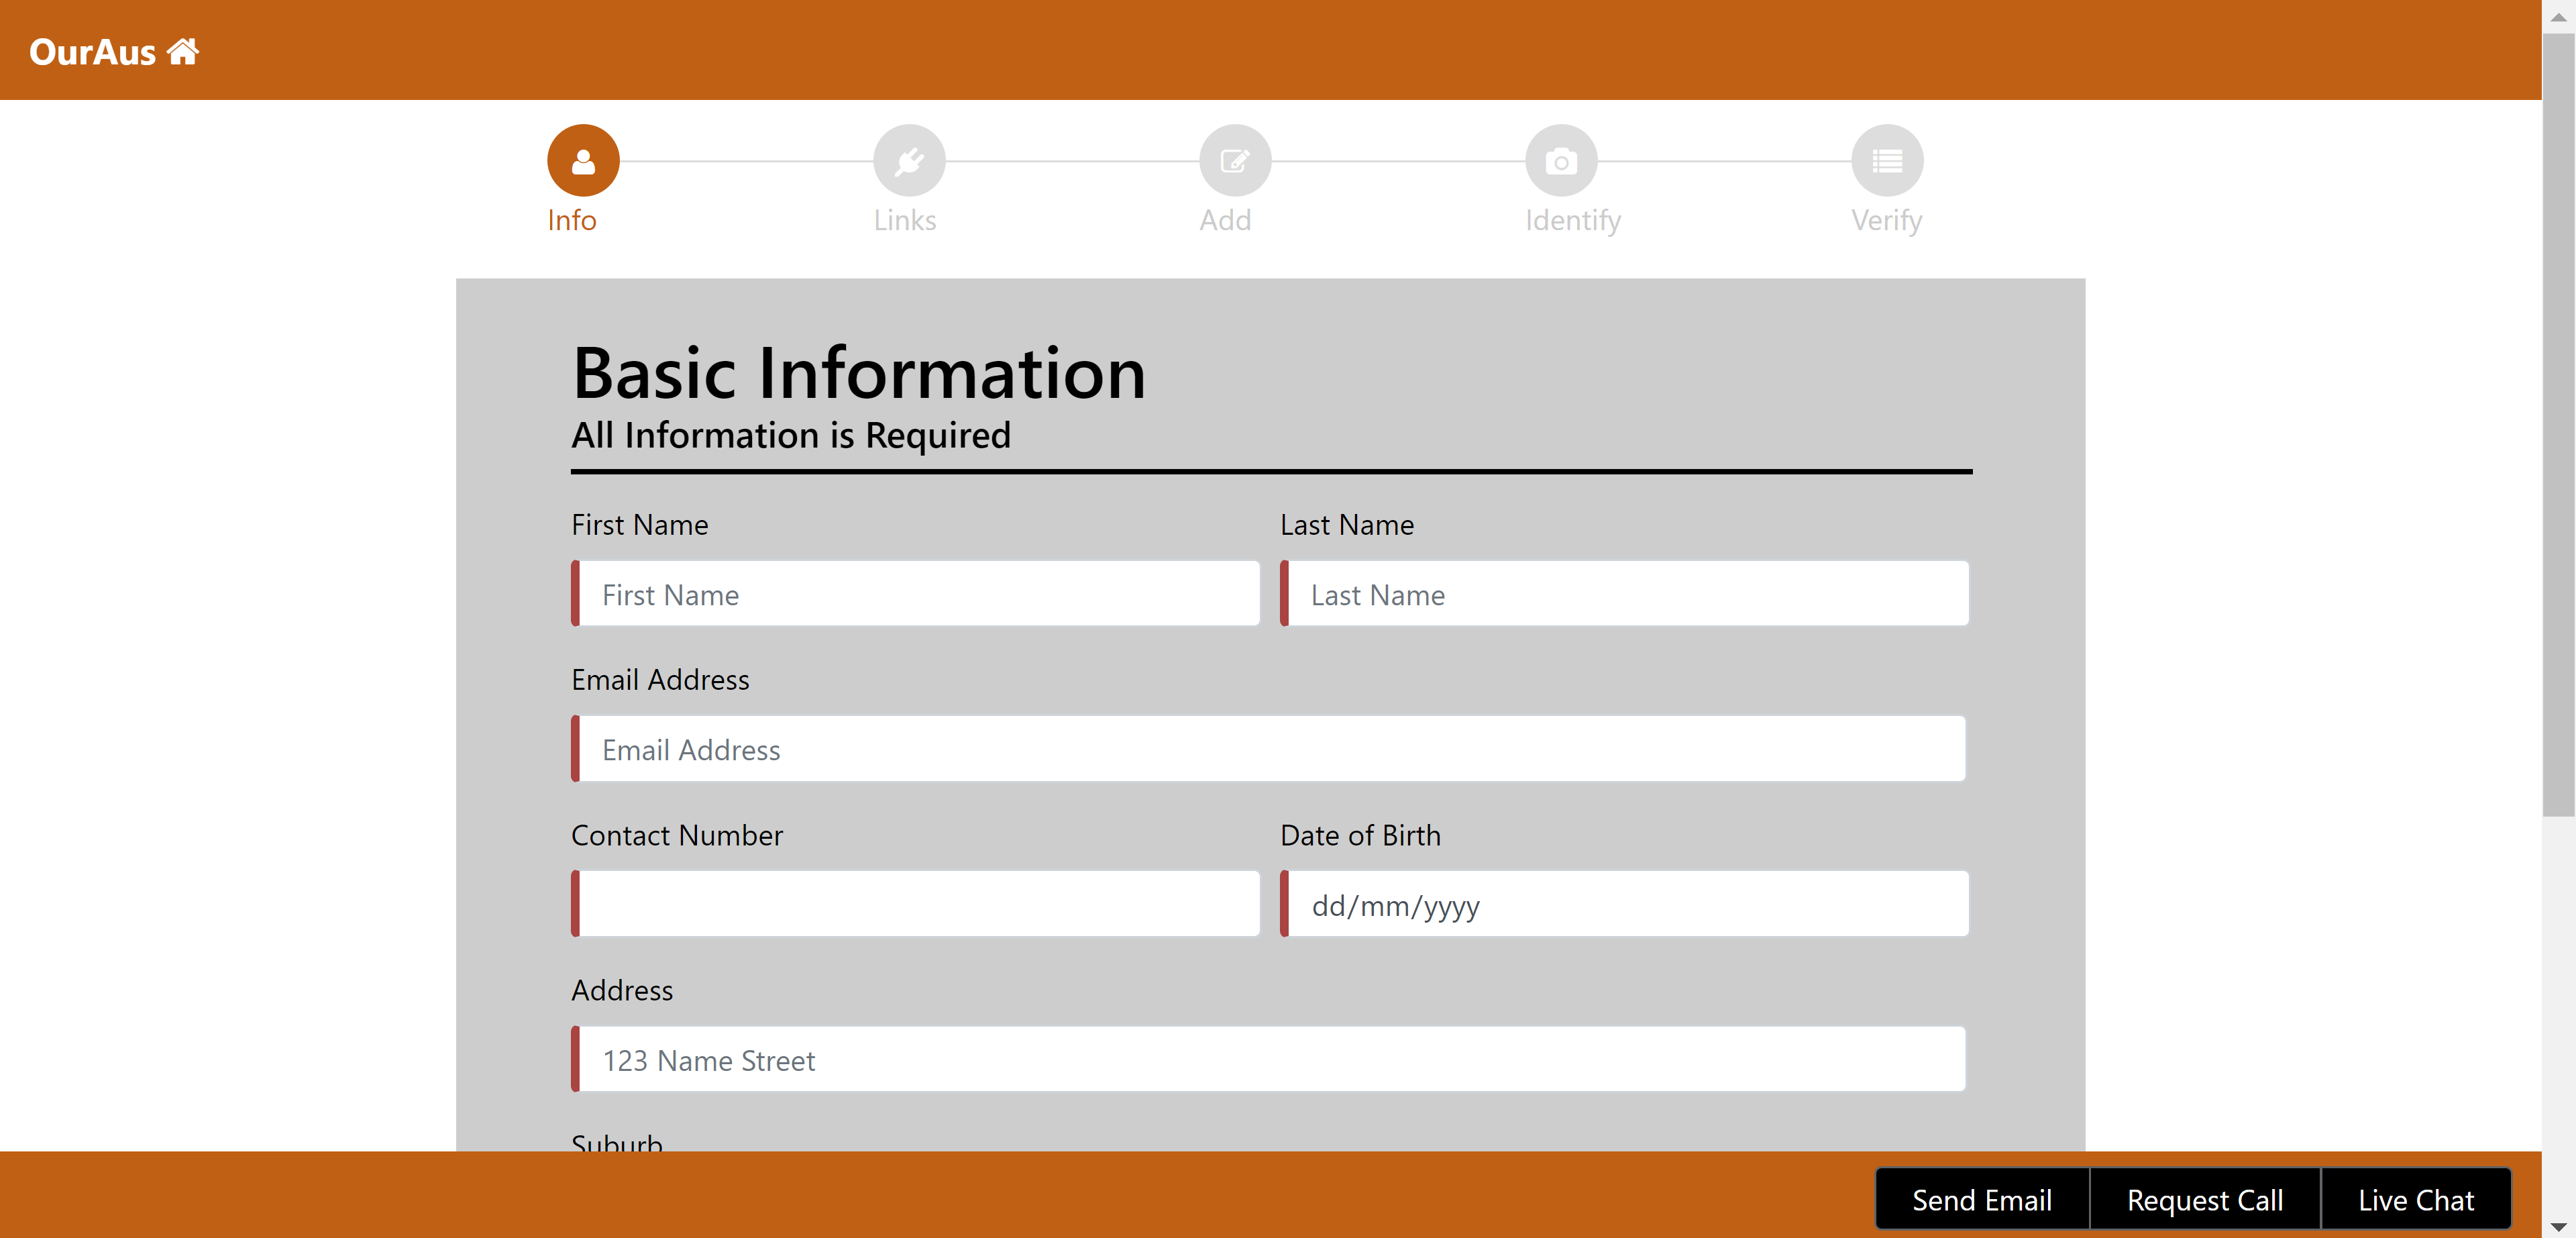 OurAus
Info
Links
Add
Identify
Verify
Basic Information
All Information is Required
First Name
Last Name
First Name
Last Name
Email Address
Email Address
Contact Number
Date of Birth
dd/mm/yyyy
Address
123 Name Street
Suburb
Send Email
Request Call
Live Chat